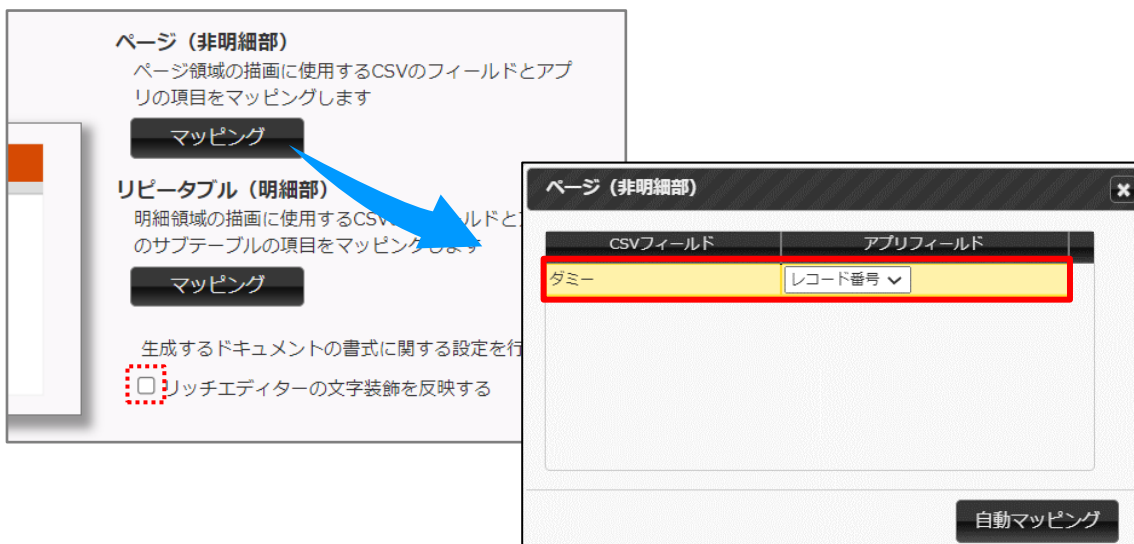 ページ（非明細部）
ページ領域の描画に使用するCSVのフィールドとアプ
リの項目をマッピングします
マッピング
リピータブル（明細部）
明細領域の描画に使用するCSV ールドと
のサブテーブルの項目をマッピングします
マッピング
生成するドキュメントの書式に関する設定を行
リッチエディターの文字装飾を反映する
ページ（非明細部）
CSVフィールド アプリフィールド
ダミー レコード番号
自動マッピング